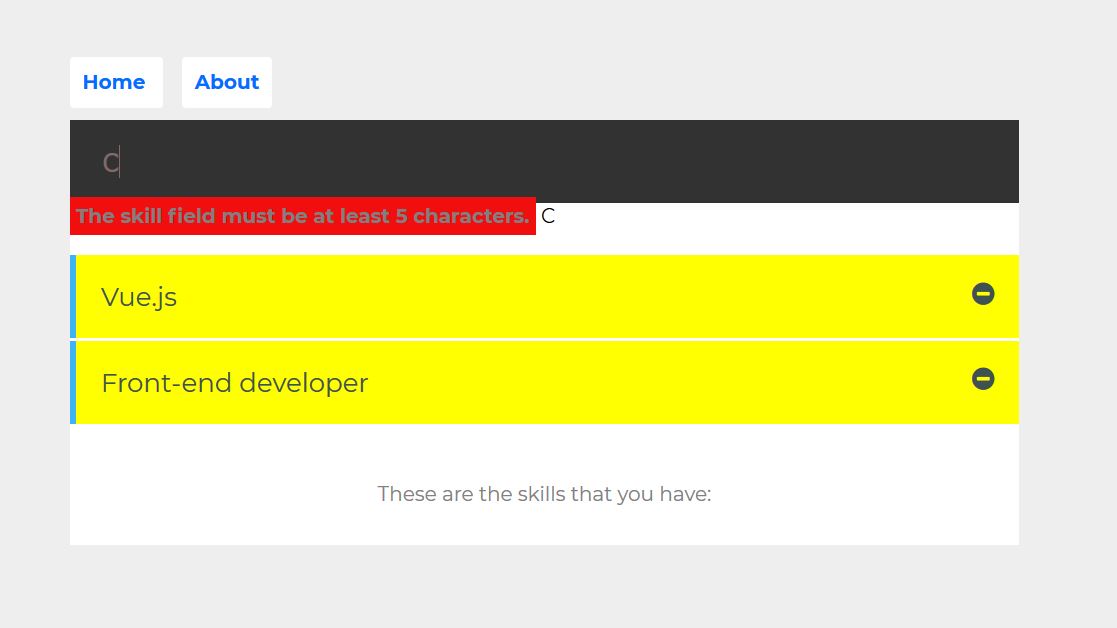 Home About
C
The skill field must be at least 5 characters. C
Vue.js
Front-end developer
These are the skills that you have: